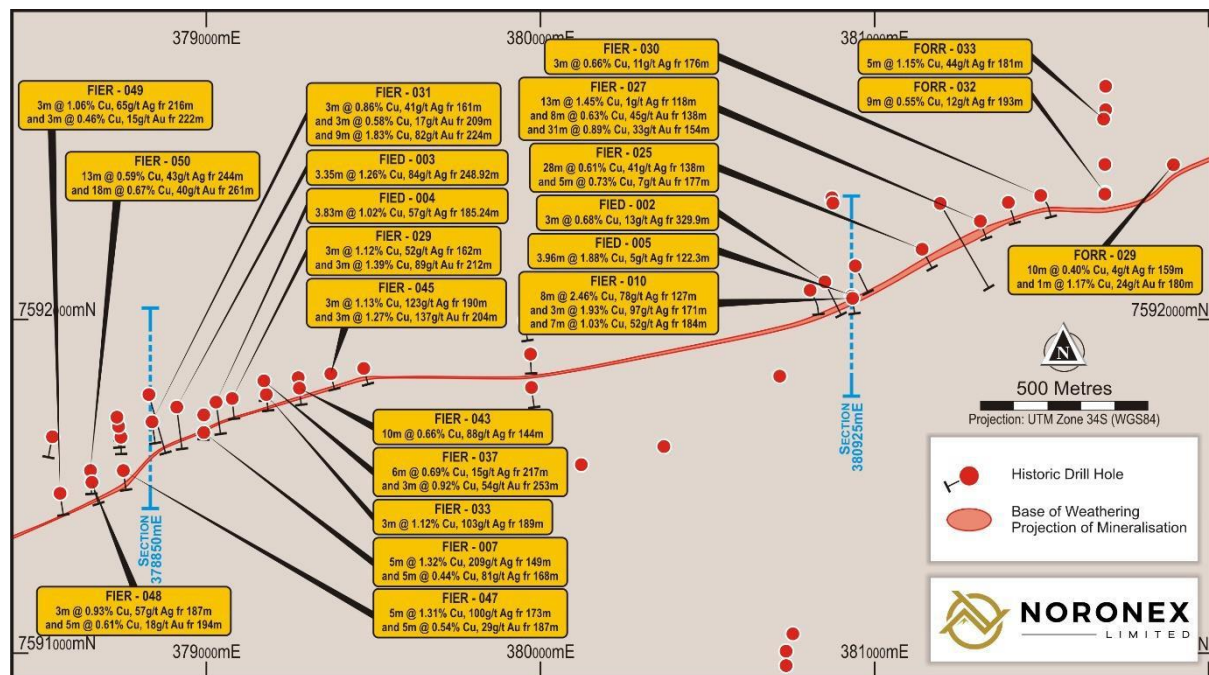 379000mE
380000mE
381000mE
FIER - 049
3m @ 1.06% Cu, 65g/t Ag fr 216m
and 3m @ 0.46% Cu, 15g/t Au fr 222m
FIER - 050
13m @ 0.59% Cu, 43g/t Ag fr 244m
and 18m @ 0.67% Cu, 40g/t Au fr 261m
FIER - 031
3m @ 0.86% Cu, 41g/t Ag fr 161m
and 3m @ 0.58% Cu, 17g/t Au fr 209m
and 9m @ 1.83% Cu, 82g/t Au fr 224m
FIED - 003
3.35m @ 1.26% Cu, 84g/t Ag fr 248.92m
FIED - 004
3.83m @ 1.02% Cu, 57g/t Ag fr 185.24m
FIER - 029
3m @ 1.12% Cu, 52g/t Ag fr 162m
and 3m @ 1.39% Cu, 89g/t Au fr 212m
FIER - 045
3m @ 1.13% Cu, 123g/t Ag fr 190m
and 3m @ 1.27% Cu, 137g/t Au fr 204m
FIER - 030
3m @ 0.66% Cu, 11g/t Ag 176m
FIER - 027
13m @ 1.45% Cu, 1g/t Ag fr 118m
and 8m @ 0.63% Cu, 45g/t Au fr 138m
and 31m @ 0.89% Cu, 33g/t Au fr 154m
FIER - 025
28m @ 0.61% Cu, 41g/t Ag fr 138m
and 5m @ 0.73% Cu, 7g/t Au fr 177m
FIED - 002
3m @ 0.68% Cu, 13g/t Ag fr 329.9m
FIED - 005
3.96m @ 1.88% Cu, 5g/t Ag fr 122.3m
FIER - 010
8m @ 2.46% Cu, 78g/t Ag fr 127m
and 3m @ 1.93% Cu, 97g/t Ag fr 171m
and 7m @ 1.03% Cu, 52g/t Ag fr 184m
FORR - 033
5m @ 1.15% Cu, 44g/t Ag fr 181m
FORR - 032
9m @ 0.55% Cu, 12g/t Ag fr 193m
FORR - 029
10m @ 0.40% Cu, 4g/t Ag fr 159m
and 1m @ 1.17% Cu, 24g/t Au fr 180m
7592000mN
7592000mN
N
500 Metres
Projection: UTM Zone 34S (WGS84)
SECTION
380925mE
SECTION
378850mE
FIER - 043
10m @ 0.66% Cu, 88g/t Ag fr 144m
FIER - 037
6m @ 0.69% Cu, 15g/t Ag fr 217m
and 3m @ 0.92% Cu, 54g/t Au fr 253m
FIER - 033
3m @ 1.12% Cu, 103g/t Ag fr 189m
FIER - 007
5m @ 1.32% Cu, 209g/t Ag fr 149m
and 5m @ 0.44% Cu, 81g/t Ag fr 168m
FIER - 047
5m @ 1.31% Cu, 100g/t Ag fr 173m
and 5m @ 0.54% Cu, 29g/t Au fr 187m
FIER - 048
3m @ 0.93% Cu, 57g/t Ag fr 187m
and 5m @ 0.61% Cu, 18g/t Au fr 194m
Historic Drill Hole
Base of Weathering
Projection of Mineralisation
NORONEX
LIMITED
7591000mN
379000mE
380000mE
381000mE